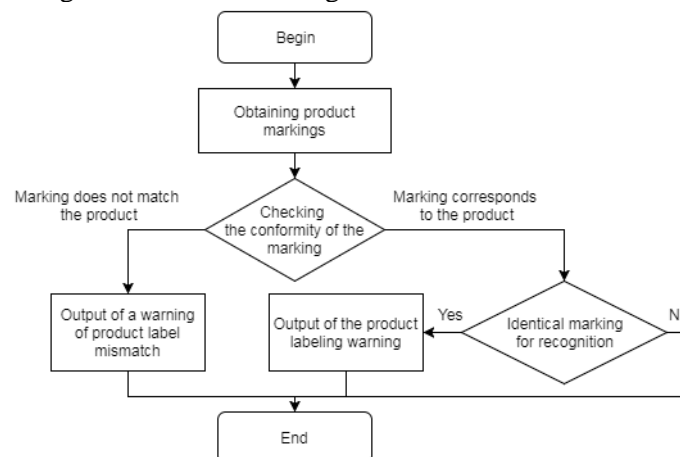 Begin
Obtaining product
markings
Marking does not match
the product
Checking
the conformity of the
marking
Marking corresponds
to the product
Output of a warning
of product label
mismatch
Output of the product
labeling warning
Yes
Identical marking
for recognition
End